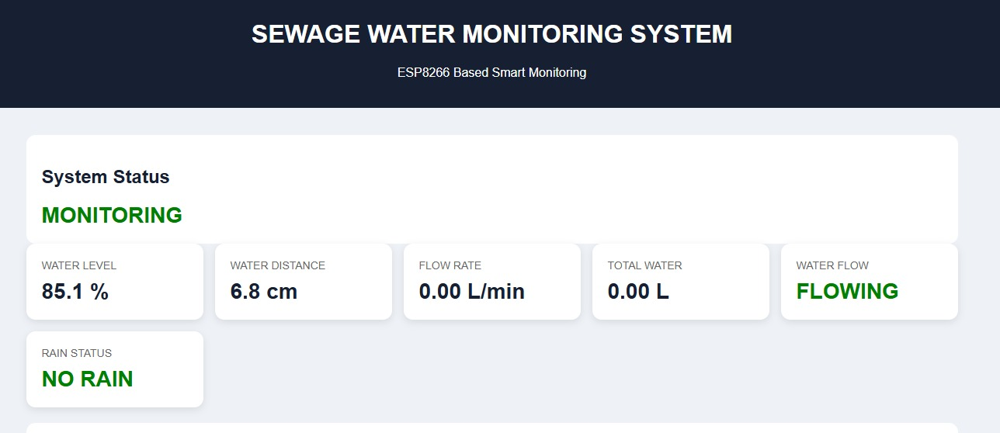 SEWAGE WATER MONITORING SYSTEM
ESP8266 Based Smart Monitoring
System Status
MONITORING
WATER LEVEL
85.1 %
WATER DISTANCE
6.8 cm
FLOW RATE
0.00 L/min
TOTAL WATER
0.00 L
WATER FLOW
FLOWING
RAIN STATUS
NO RAIN